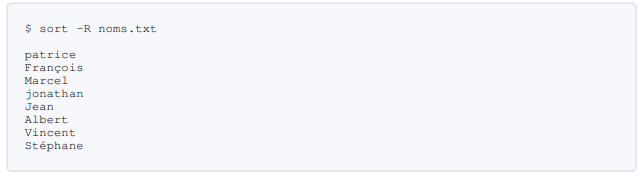 $ sort -R noms.txt
patrice
François
Marcel
jonathan
Jean
Albert
Vincent
Stéphane